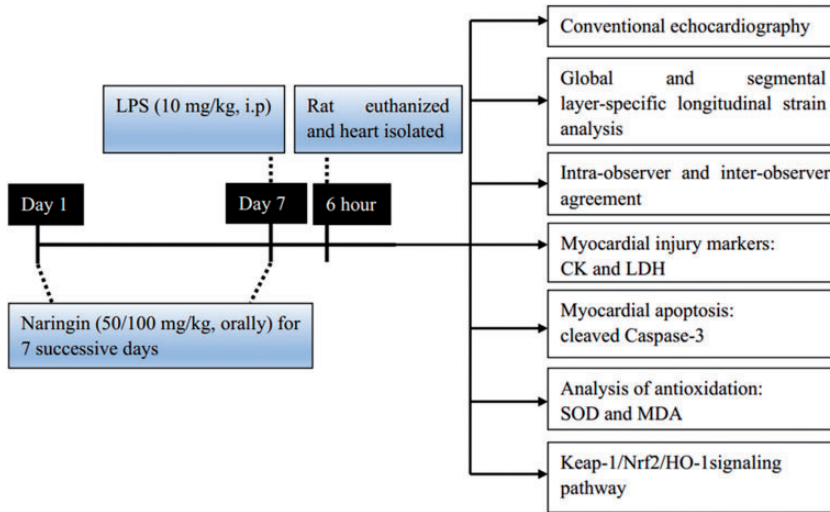 LPS (10 mg/kg, i.p)
Rat euthanized
and heart isolated
Day 1
Day 7
6 hour
Naringin (50/100 mg/kg, orally) for
7 successive days
Conventional echocardiography
Global and segmental
layer-specific longitudinal strain
analysis
Intra-observer and inter-observer
agreement
Myocardial injury markers:
CK and LDH
Myocardial apoptosis:
cleaved Caspase-3
Analysis of antioxidation:
SOD and MDA
Keap-1/Nrf2/HO-1signaling
pathway